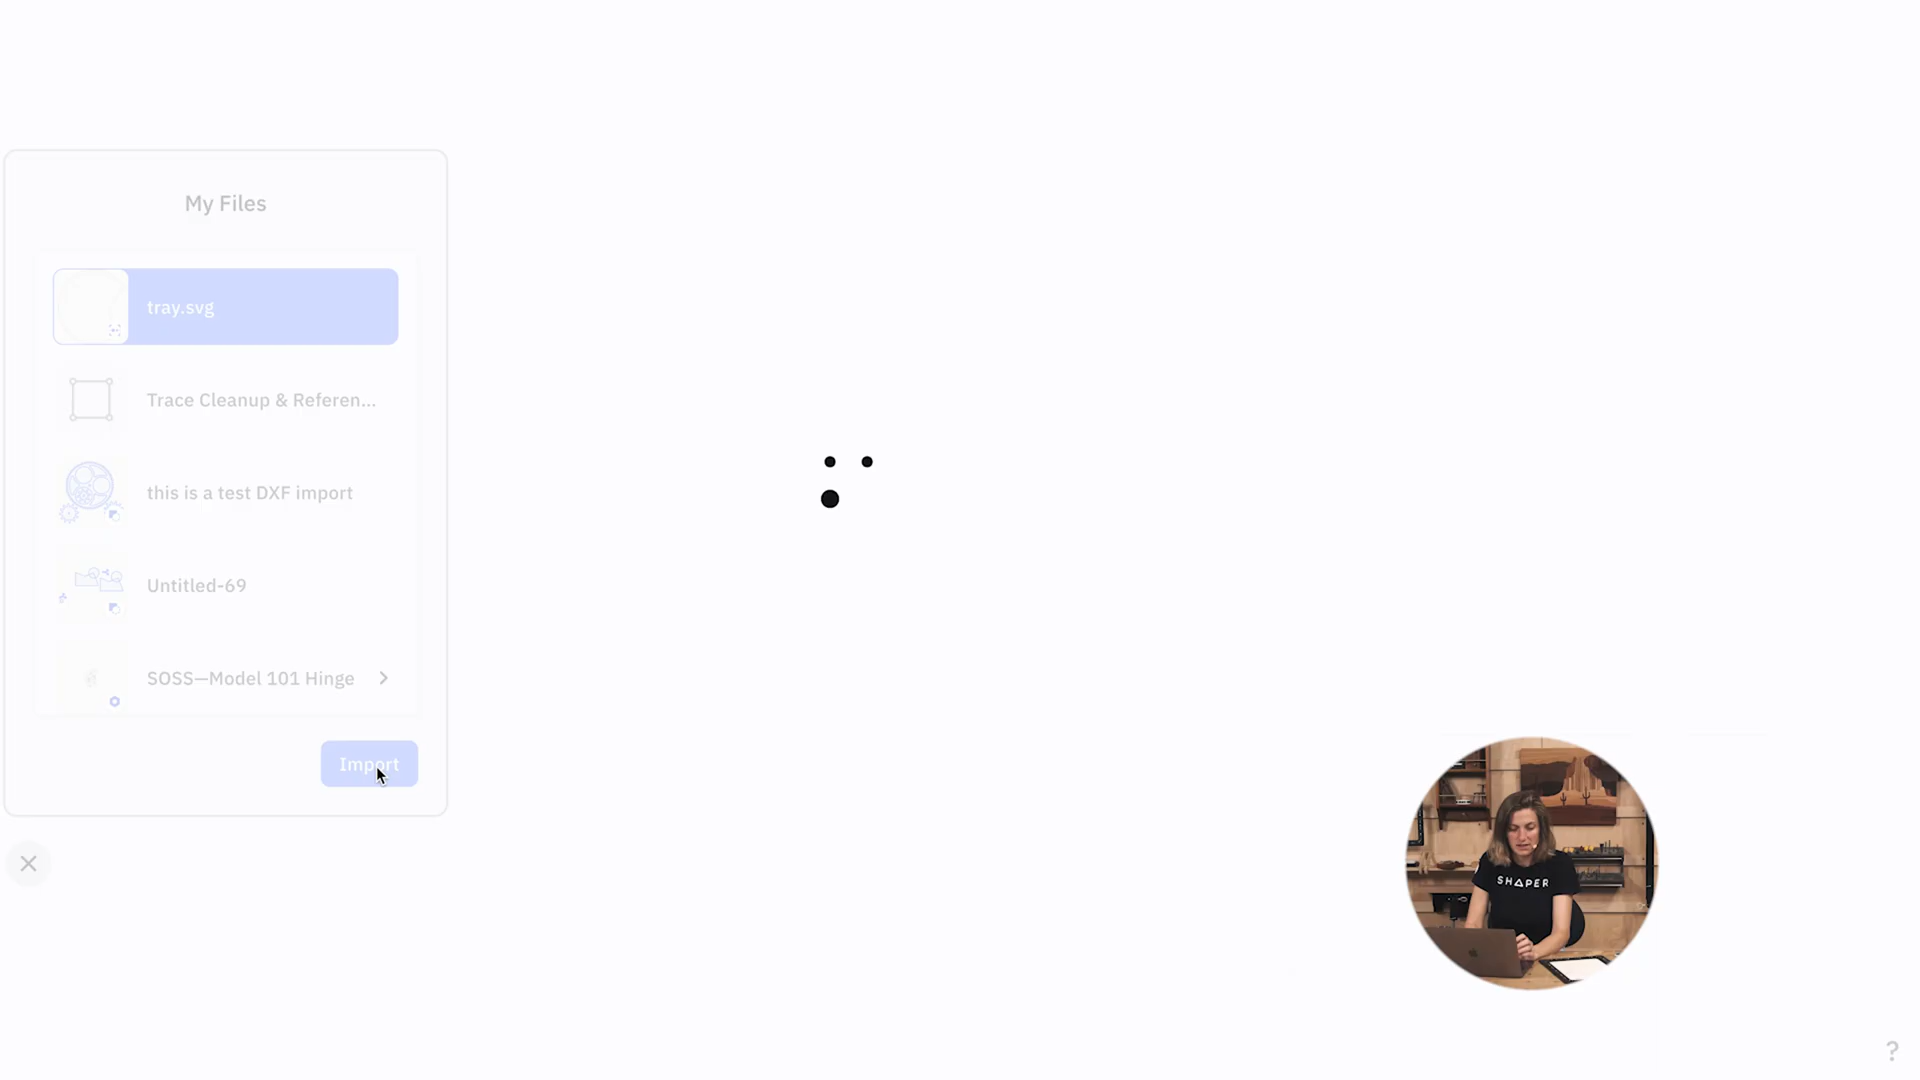 My Files
tray.svg
Trace Cleanup & Referen...
this is a test DXF import
Untitled-69
SOSS—Model 101 Hinge
Import
SHAPER
?